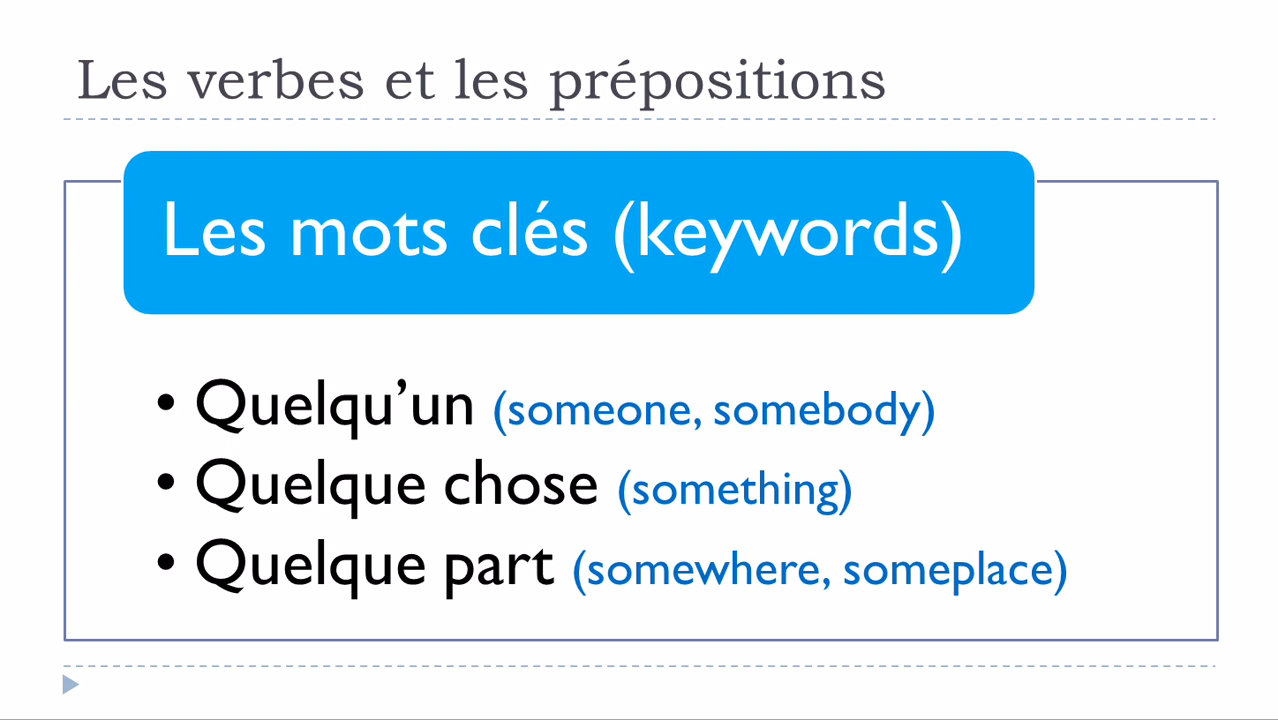 Les verbes et les prépositions
Les mots clés (keywords)
• Quelqu’un (someone, somebody)
• Quelque chose (something)
• Quelque part (somewhere, someplace)